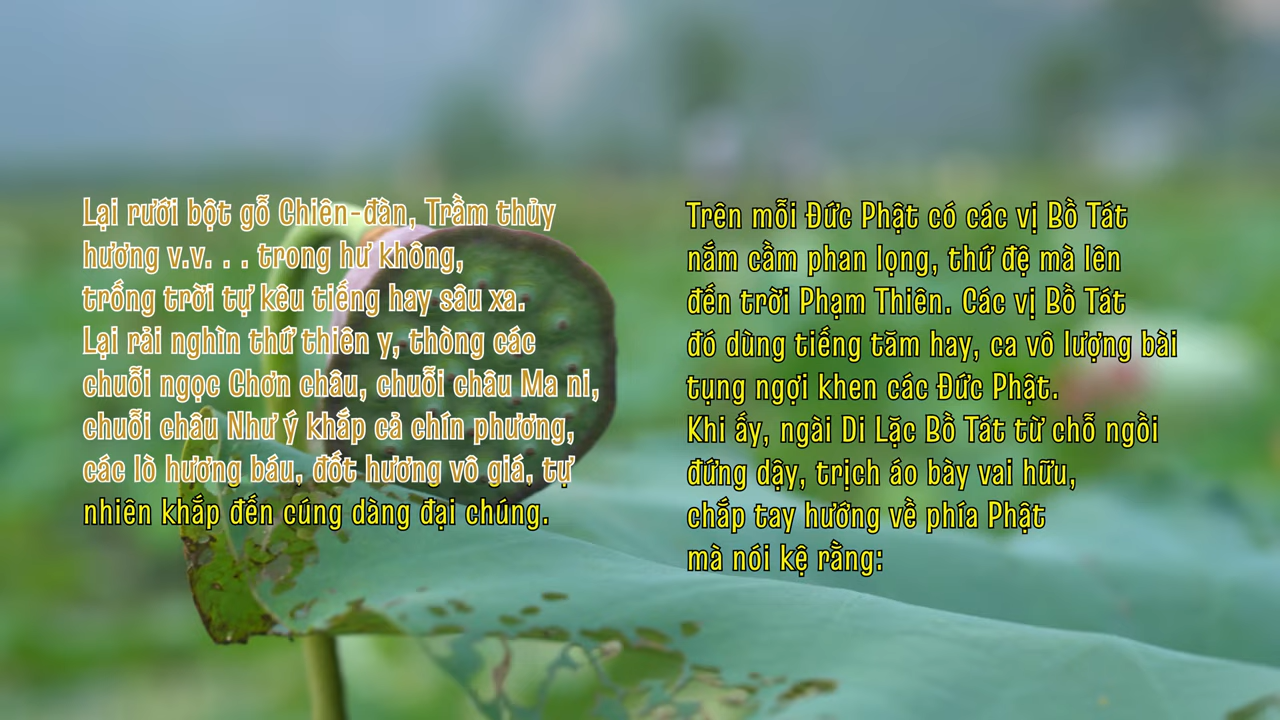 Lại rưới bột gỗ Chiên-đàn, Trầm thủy
hương v.v. . . trong hư không,
trống trời tự kêu tiếng hay sâu xa.
Lại rải nghìn thứ thiên y, thòng các
chuỗi ngọc Chơn châu, chuỗi châu Ma ni,
chuỗi châu Như ý khắp cả chín phương,
các lò hương báu, đốt hương vô giá, tự
nhiên khắp đến cúng dàng đại chúng.
Trên mỗi Đức Phật có các vị Bồ Tát
nắm cầm phan lọng, thứ đệ mà lên
đến trời Phạm Thiên. Các vị Bồ Tát
đó dùng tiếng tăm hay, ca vô lượng bài
tụng ngợi khen các Đức Phật.
Khi ấy, ngài Di Lặc Bồ Tát từ chỗ ngồi
đứng dậy, trịch áo bày vai hữu,
chắp tay hướng về phía Phật
mà nói kệ rằng: